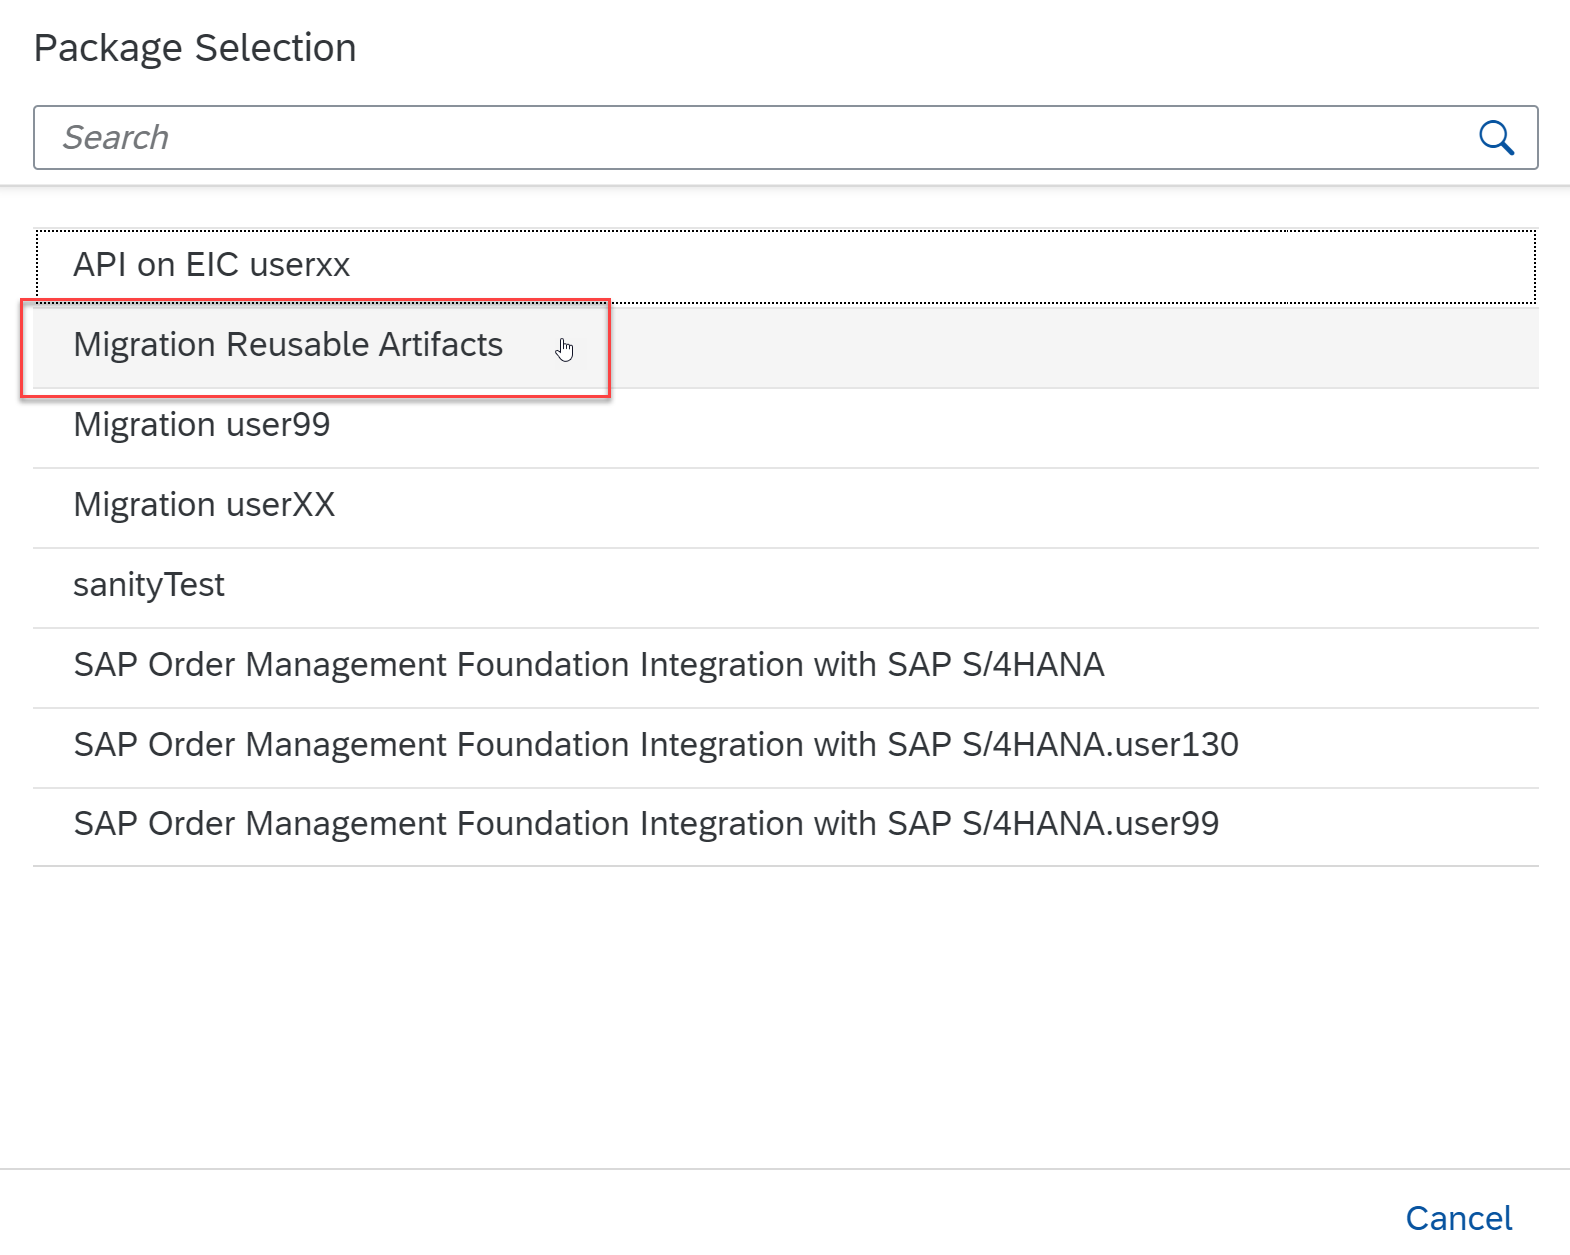 Package Selection
Search
API on EIC userxx
Migration Reusable Artifacts
Migration user99
Migration userXX
sanityTest
SAP Order Management Foundation Integration with SAP S/4HANA
SAP Order Management Foundation Integration with SAP S/4HANA.user130
SAP Order Management Foundation Integration with SAP S/4HANA.user99
Cancel